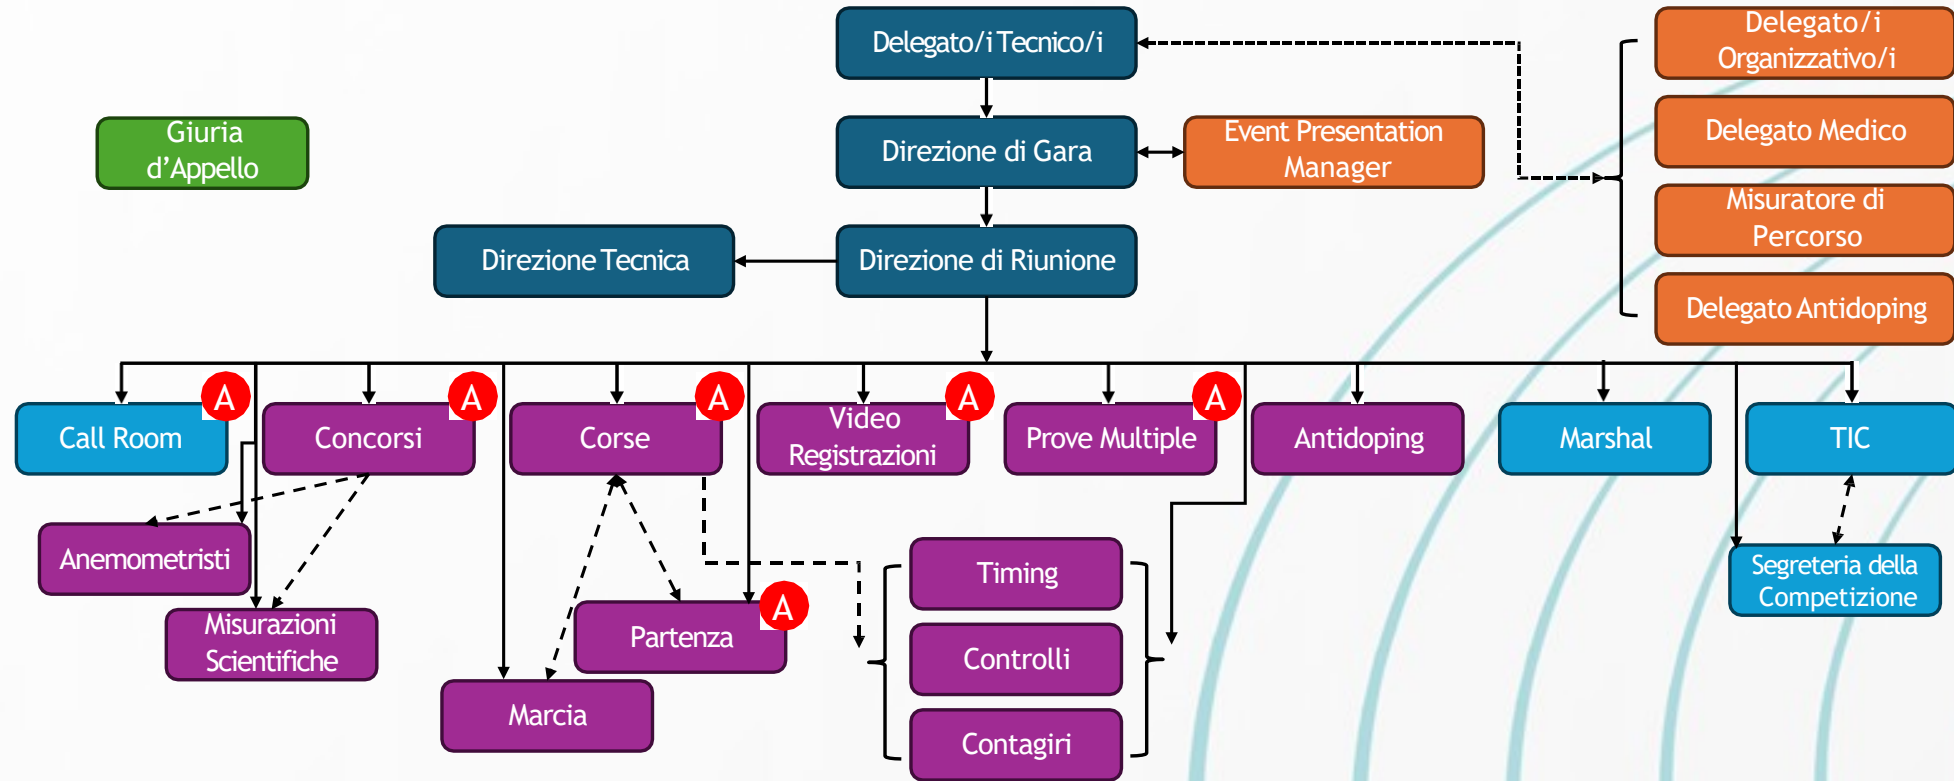 Delegato/i Tecnico/i
Delegato/i
Organizzativo/i
Giuria
d'Appello
Direzione di Gara
Event Presentation
Manager
Delegato Medico
Direzione Tecnica
Direzione di Riunione
Misuratore di
Percorso
Delegato Antidoping
A
A
A
A
A
Call Room
Concorsi
Corse
Video
Registrazioni
Prove Multiple
Antidoping
Marshal
TIC
Anemometristi
Timing
Segreteria della
Competizione
Misurazioni
Scientifiche
A
Partenza
Controlli
Marcia
Contagiri